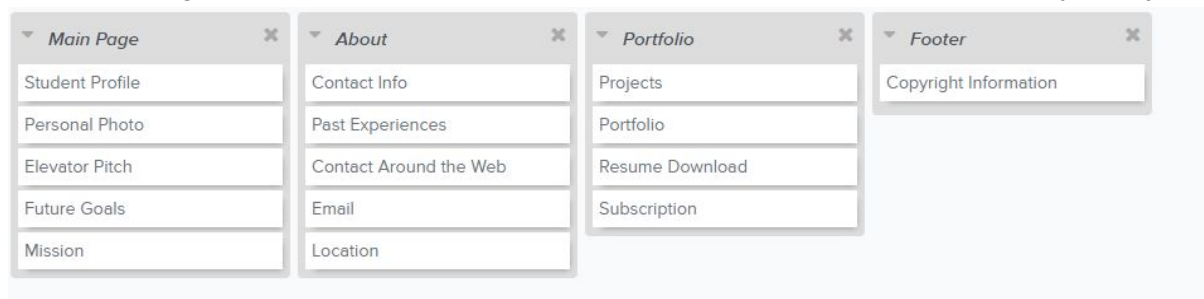 Main Page
Student Profile
Personal Photo
Elevator Pitch
Future Goals
Mission
About
Contact Info
Past Experiences
Contact Around the Web
Email
Location
Portfolio
Projects
Portfolio
Resume Download
Subscription
Footer
Copyright Information